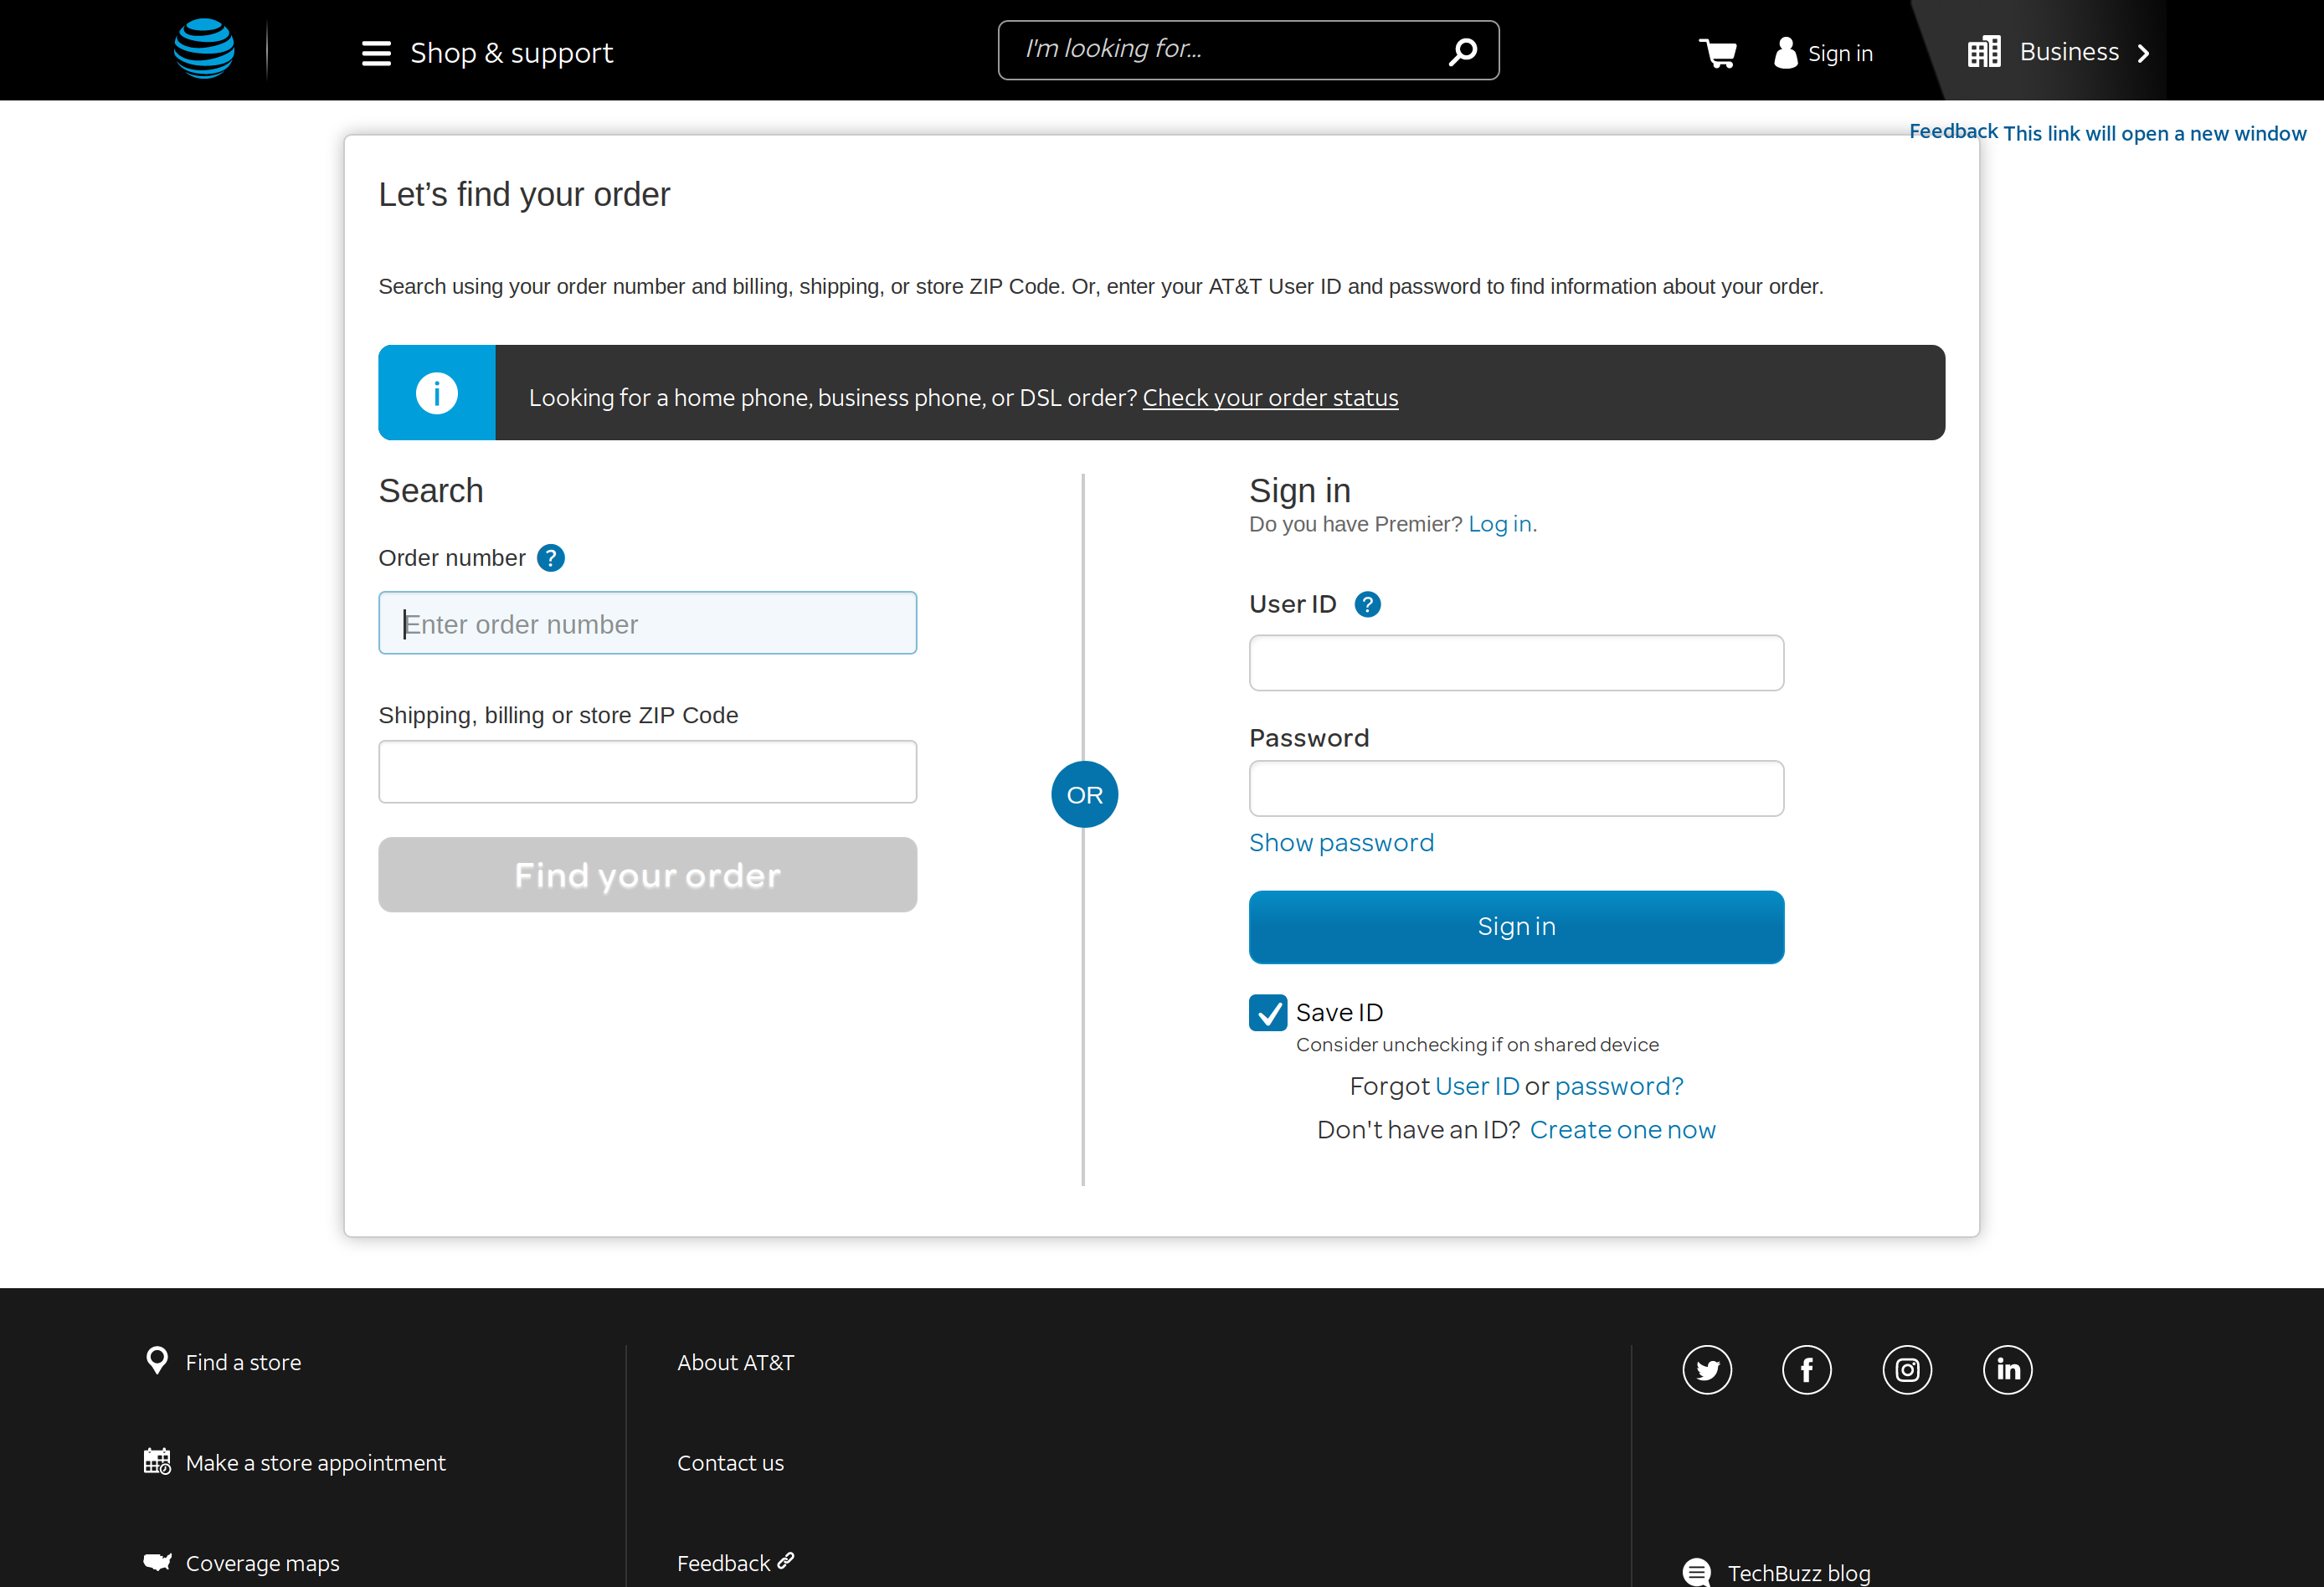 Shop & support
I'm looking for...
Sign in
Business
Feedback This link will open a new window
Let’s find your order
Search using your order number and billing, shipping, or store ZIP Code. Or, enter your AT&T User ID and password to find information about your order.
i
Looking for a home phone, business phone, or DSL order? Check your order status
Search
Order number ?
Enter order number
Shipping, billing or store ZIP Code
Find your order
OR
Sign in
Do you have Premier? Log in.
User ID ?
Password
Show password
Sign in
Save ID
Consider unchecking if on shared device
Forgot User ID or password?
Don't have an ID? Create one now
Find a store
Make a store appointment
Coverage maps
About AT&T
Contact us
Feedback
f
in
TechBuzz blog